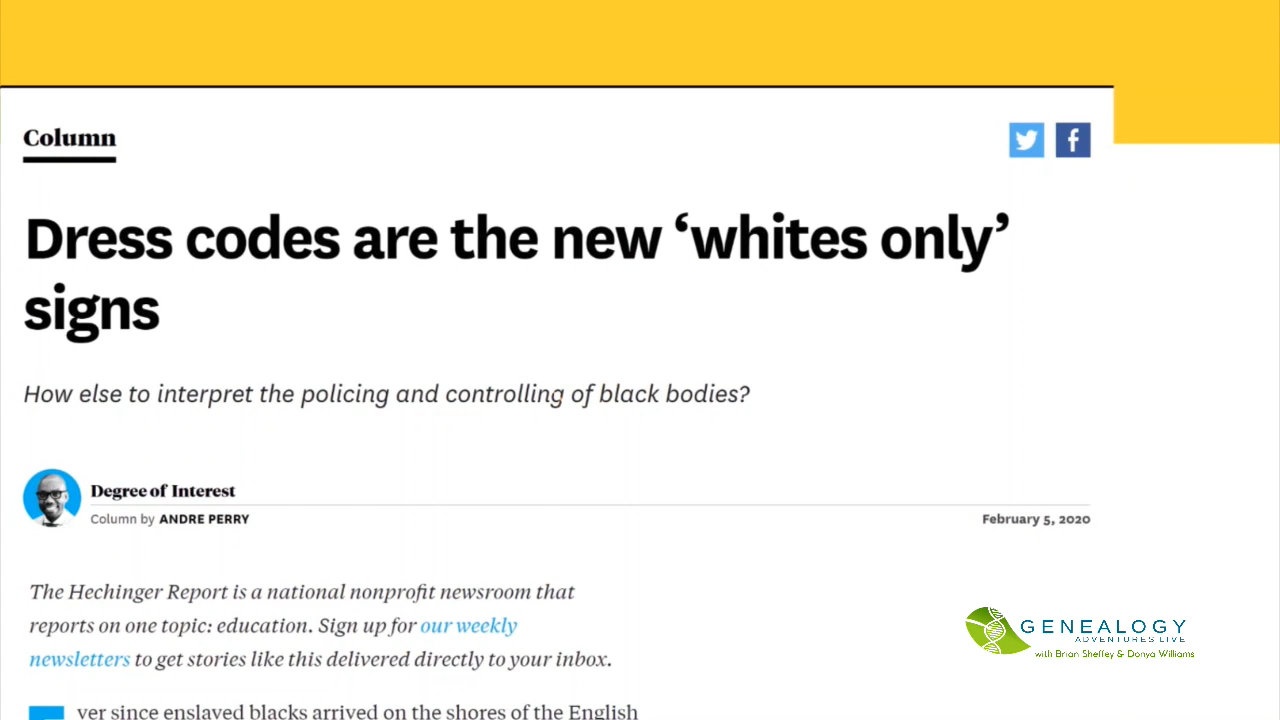 Column
Dress codes are the new ‘whites only’
signs
How else to interpret the policing and controlling of black bodies?
Degree of Interest
Column by ANDRE PERRY
February 5, 2020
The Hechinger Report is a national nonprofit newsroom that
reports on one topic: education. Sign up for our weekly
newsletters to get stories like this delivered directly to your inbox.
GENEALOGY
ADVENTURES LIVE
with Brian Sheffey & Donya Williams
ver since enslaved blacks arrived on the shores of the English